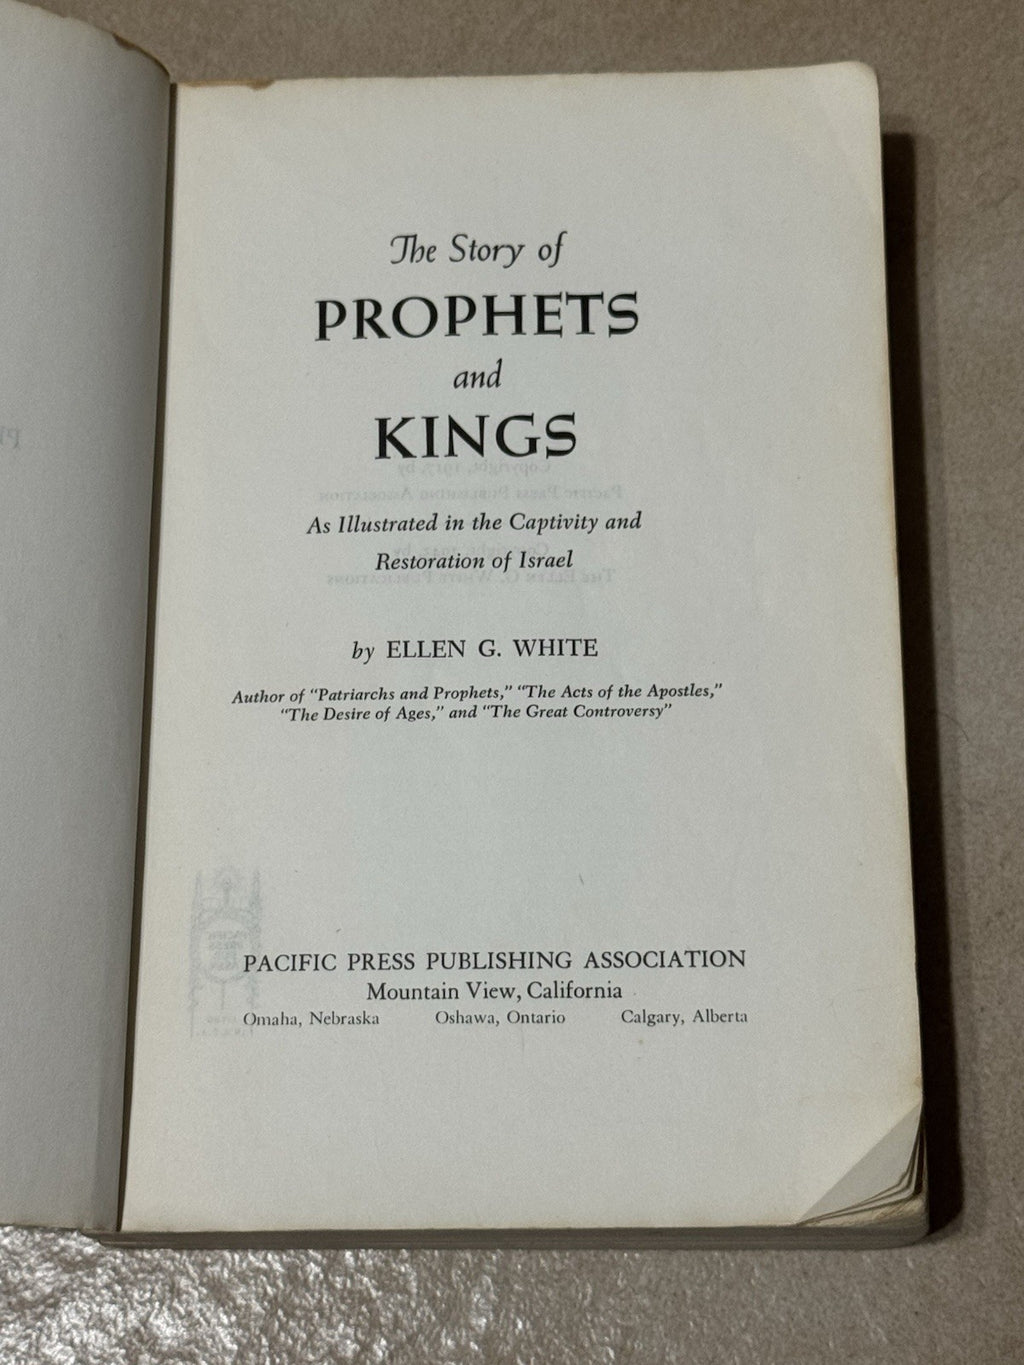 The Story of
PROPHETS
and
KINGS
As Illustrated in the Captivity and
Restoration of Israel
by ELLEN G. WHITE
Author of “Patriarchs and Prophets,” “The Acts of the Apostles,”
“The Desire of Ages,” and “The Great Controversy”
PACIFIC PRESS PUBLISHING ASSOCIATION
Mountain View, California
Omaha, Nebraska Oshawa, Ontario Calgary, Alberta